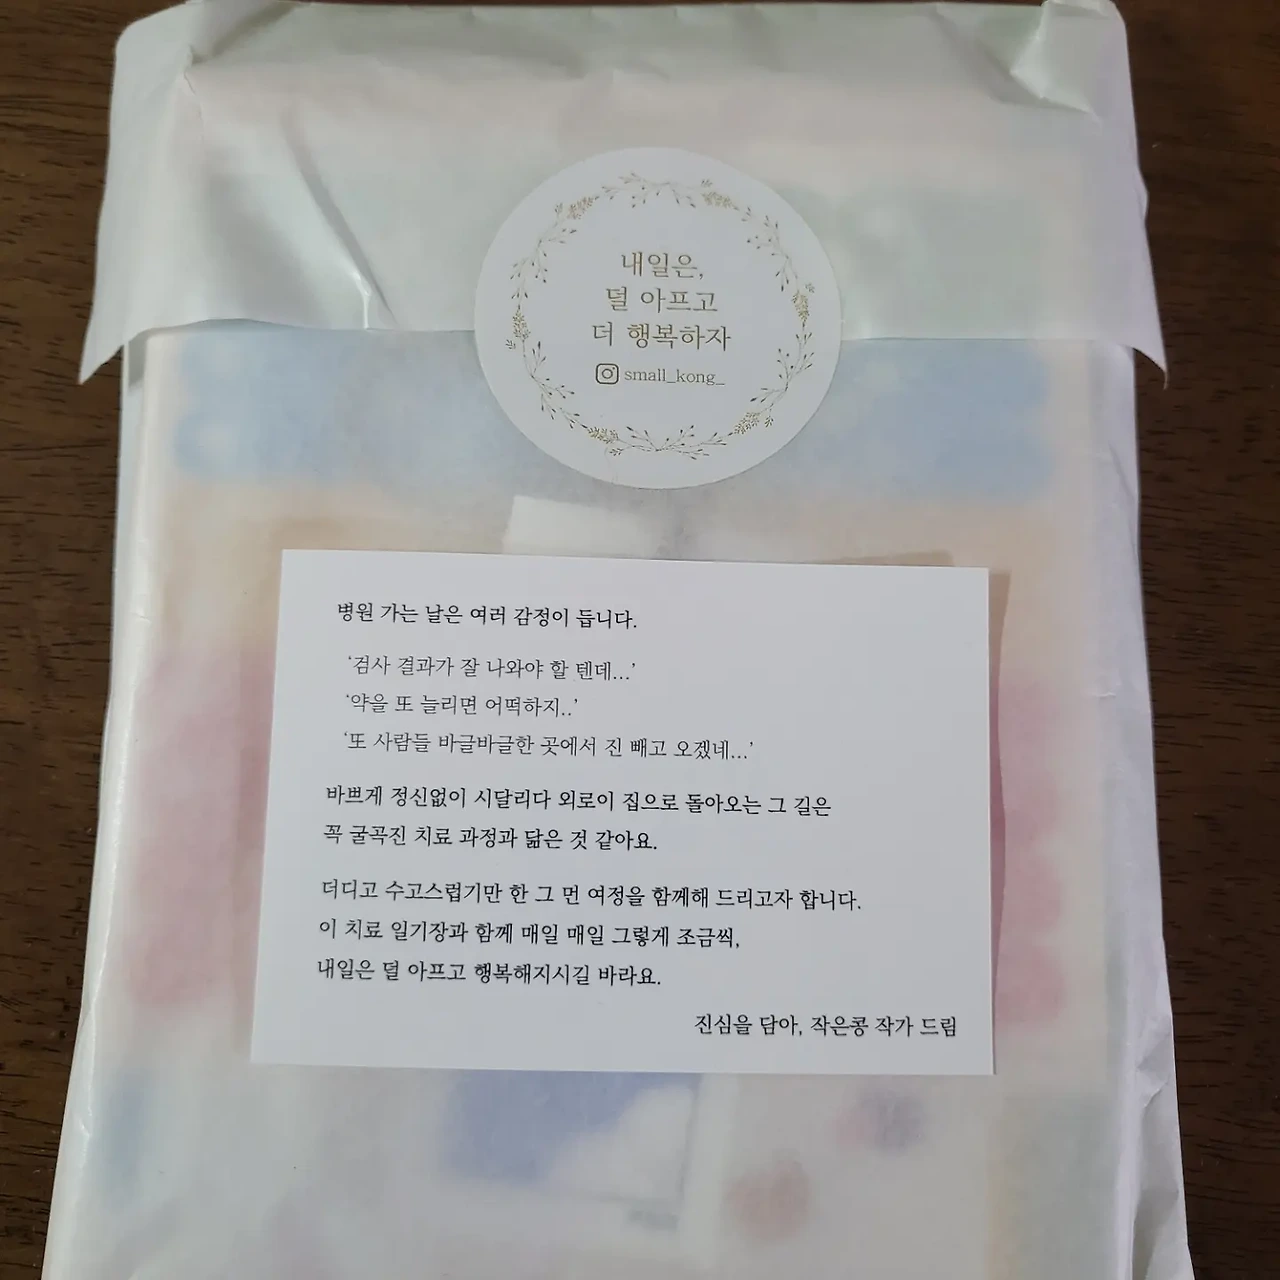 내일은,
덜 아프고
더 행복하자
small_kong_
병원 가는 날은 여러 감정이 듭니다.
‘검사 결과가 잘 나와야 할 텐데...’
‘약을 또 늘리면 어떡하지..’
‘또 사람들 바글바글한 곳에서 진 빼고 오겠네...’
바쁘게 정신없이 시달리다 외로이 집으로 돌아오는 그 길은
꼭 굴곡진 치료 과정과 닮은 것 같아요.
더디고 수고스럽기만 한 그 먼 여정을 함께해 드리고자 합니다.
이 치료 일기장과 함께 매일 매일 그렇게 조금씩,
내일은 덜 아프고 행복해지시길 바라요.
진심을 담아, 작은콩 작가 드림